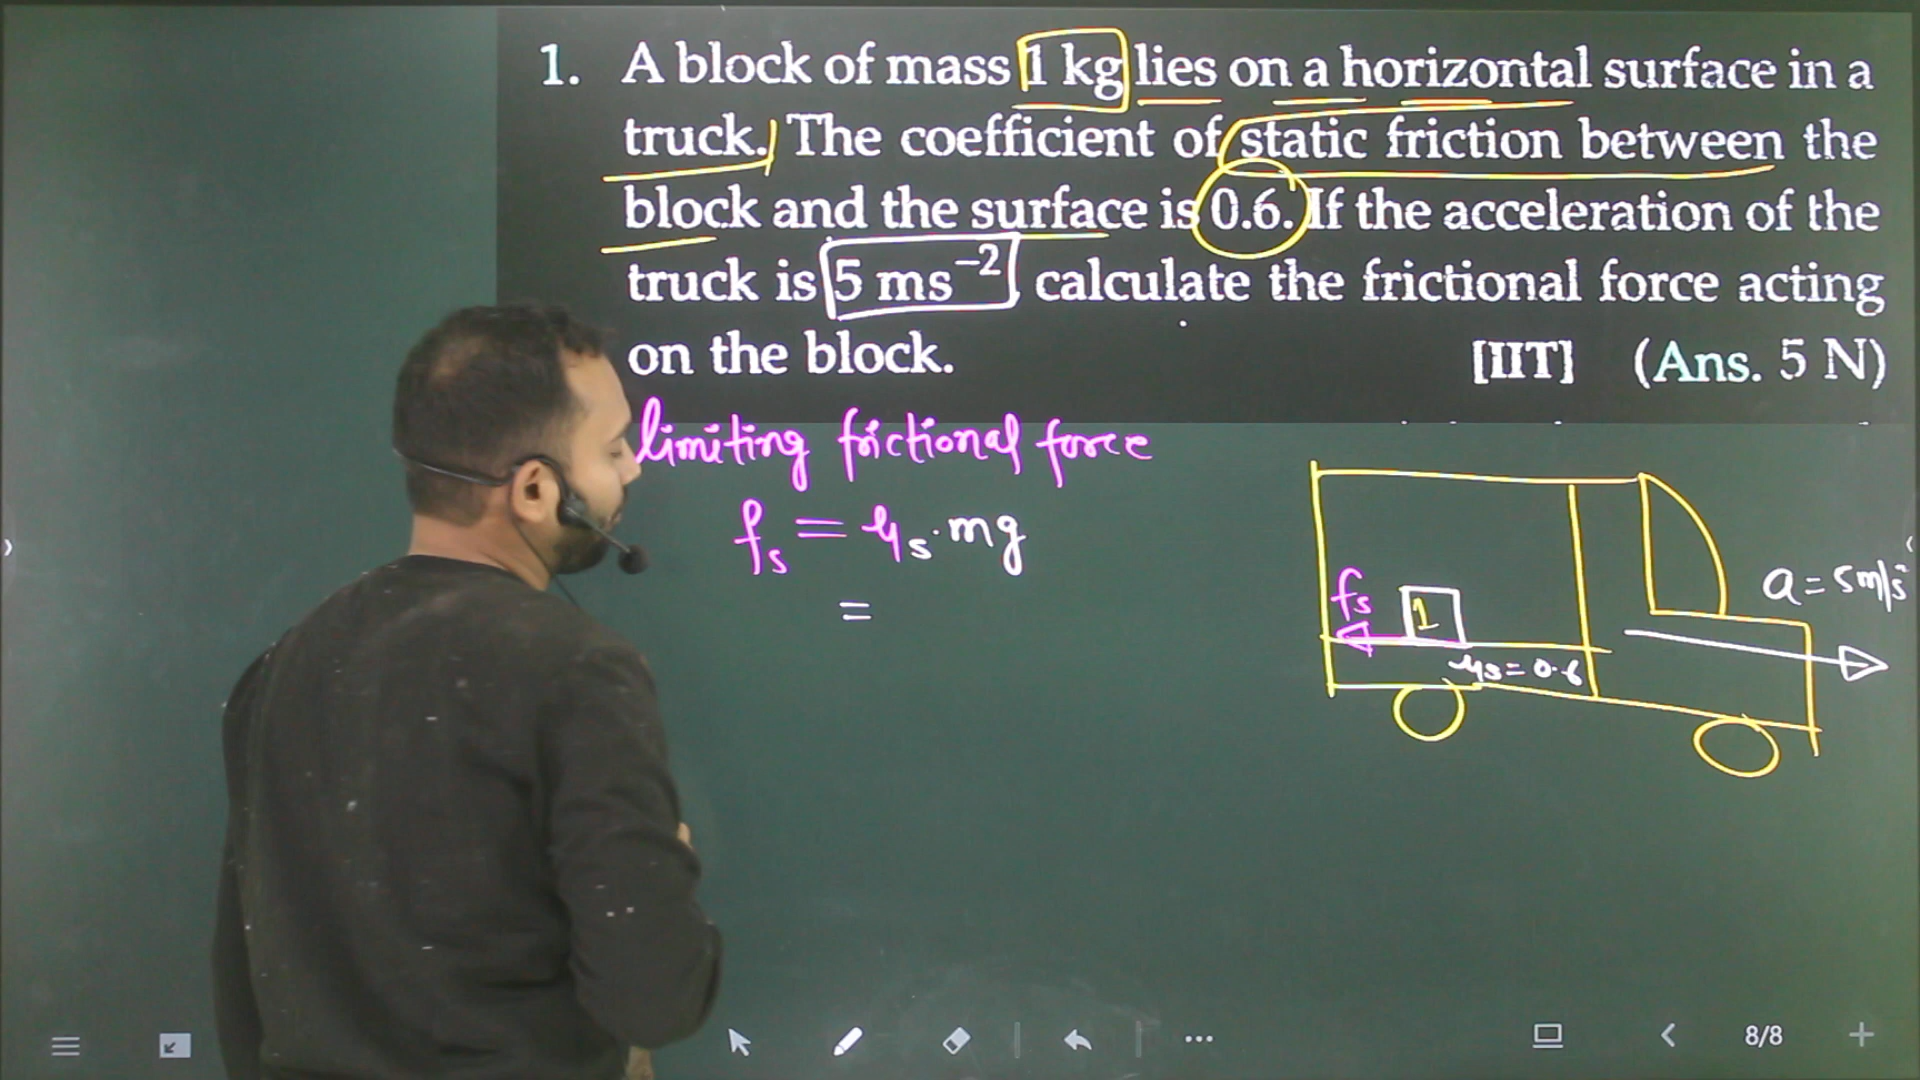 1. A block of mass 1 kg lies on a horizontal surface in a
truck. The coefficient of static friction between the
block and the surface is 0.6. If the acceleration of the
truck is 5 ms⁻², calculate the frictional force acting
on the block. [IIT] (Ans. 5 N)
limiting frictional force
fs = μs·mg
=
a = 5m/s²
fs
1
μs = 0.6
8/8